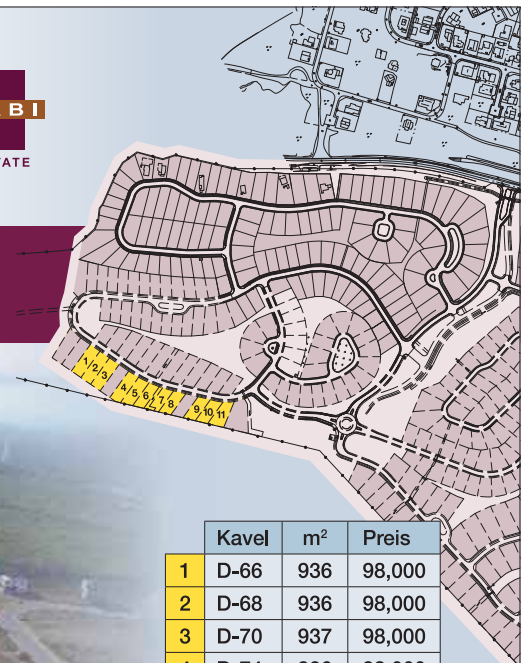 BI
ATE
1 2 3
4 5 6 7 8
9 10 11
Kavel m² Preis
1 D-66 936 98,000
2 D-68 936 98,000
3 D-70 937 98,000